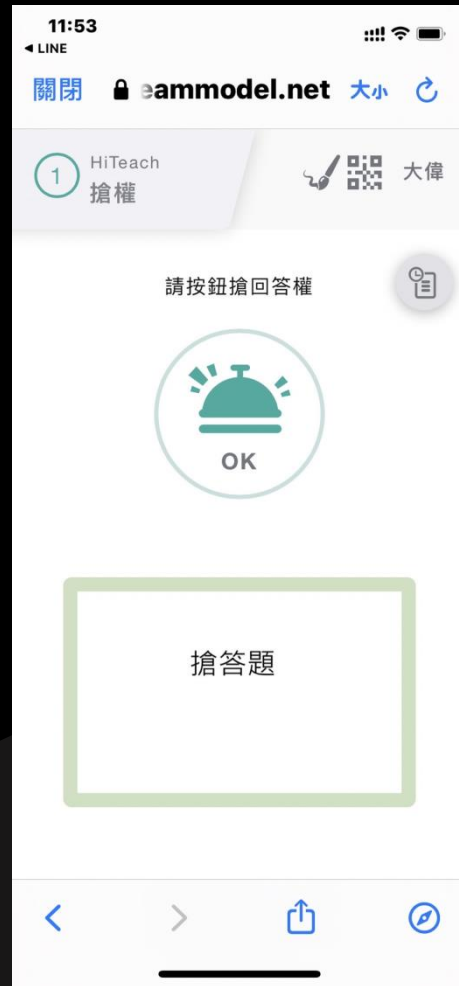 11:53
◀ LINE
關閉 eammodel.net 大小
1 HiTeach 大偉
搶權
請按鈕搶回答權
OK
搶答題